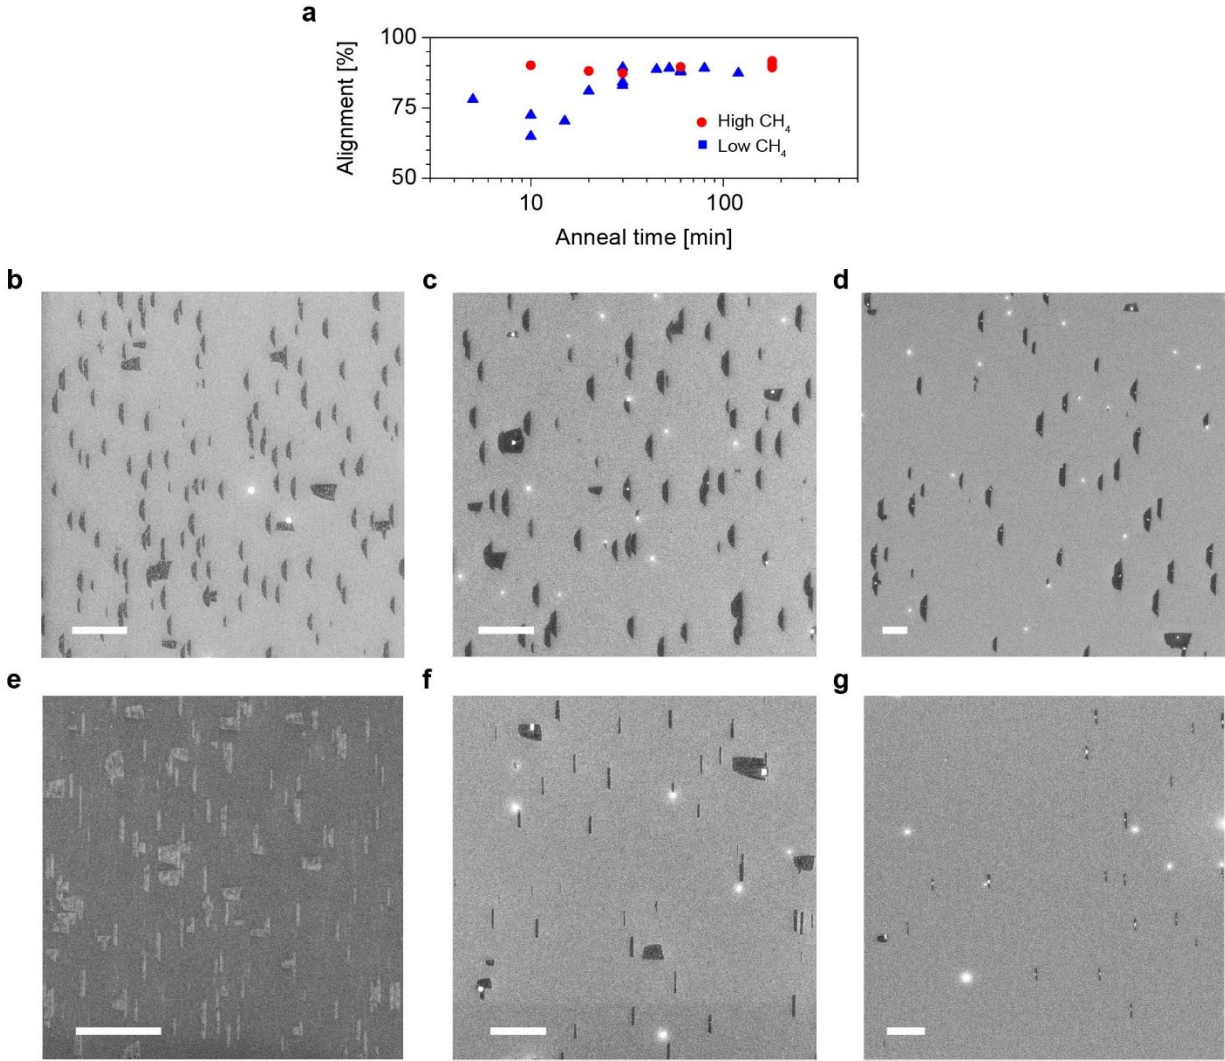 a
100
75
50
Alignment [%]
High CH₄
Low CH₄
10
100
Anneal time [min]
b
c
d
e
f
g